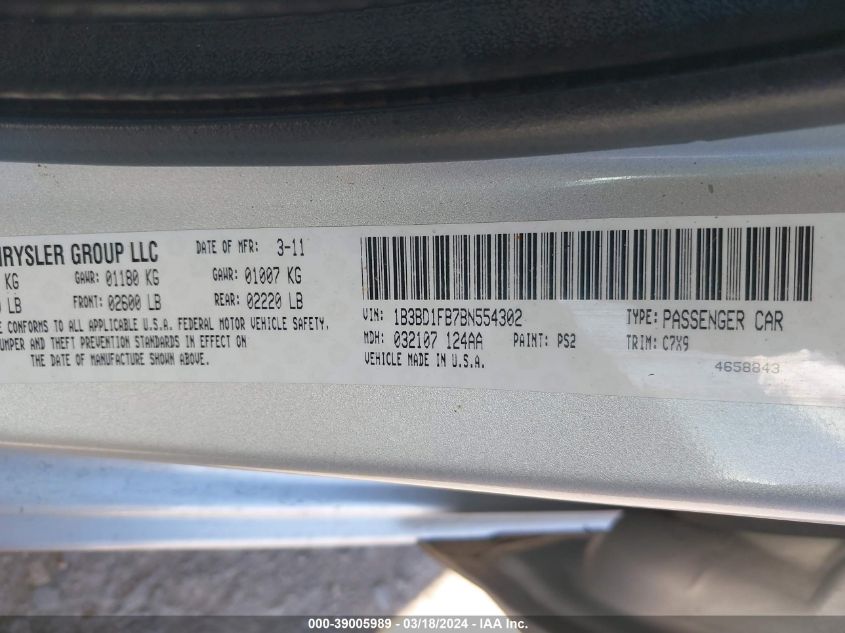 RYSLER GROUP LLC DATE OF MFR: 3-11
KG GAWR: 01180 KG GAWR: 01007 KG
LB FRONT: 02600 LB REAR: 02220 LB
E CONFORMS TO ALL APPLICABLE U.S.A. FEDERAL MOTOR VEHICLE SAFETY,
UMPER AND THEFT PREVENTION STANDARDS IN EFFECT ON
THE DATE OF MANUFACTURE SHOWN ABOVE.
VIN: 1B3BD1FB7BN554302 TYPE: PASSENGER CAR
MDH: 032107 124AA PAINT: PS2 TRIM: C7X9
VEHICLE MADE IN U.S.A. 4658843
000-39005989 - 03/18/2024 - IAA Inc.